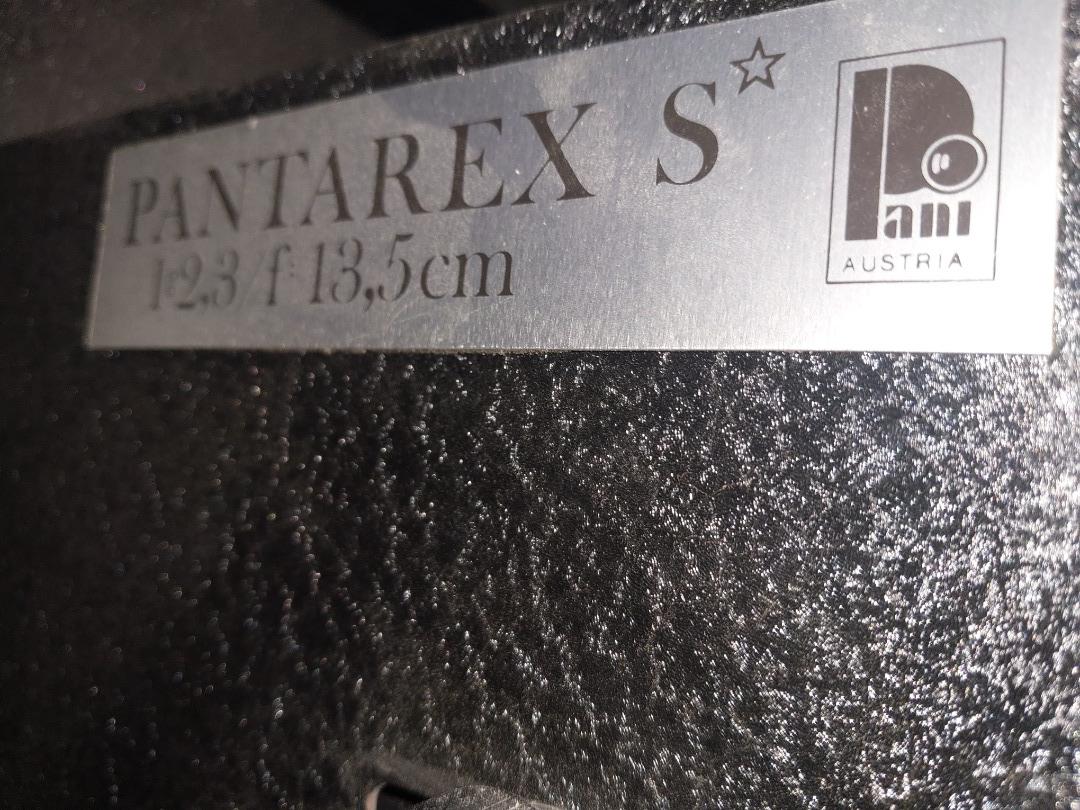 PANTAREX S☆
1:2,3/f:13,5cm
Pani
AUSTRIA